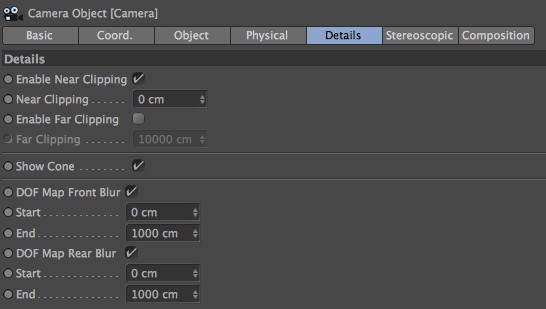 Camera Object [Camera]
Basic Coord. Object Physical Details Stereoscopic Composition
Details
Enable Near Clipping
Near Clipping . . . . . . 0 cm
Enable Far Clipping
Far Clipping . . . . . . . 10000 cm
Show Cone . . . . . . . .
DOF Map Front Blur
Start . . . . . . . . . . . . 0 cm
End . . . . . . . . . . . . . 1000 cm
DOF Map Rear Blur
Start . . . . . . . . . . . . 0 cm
End . . . . . . . . . . . . . 1000 cm